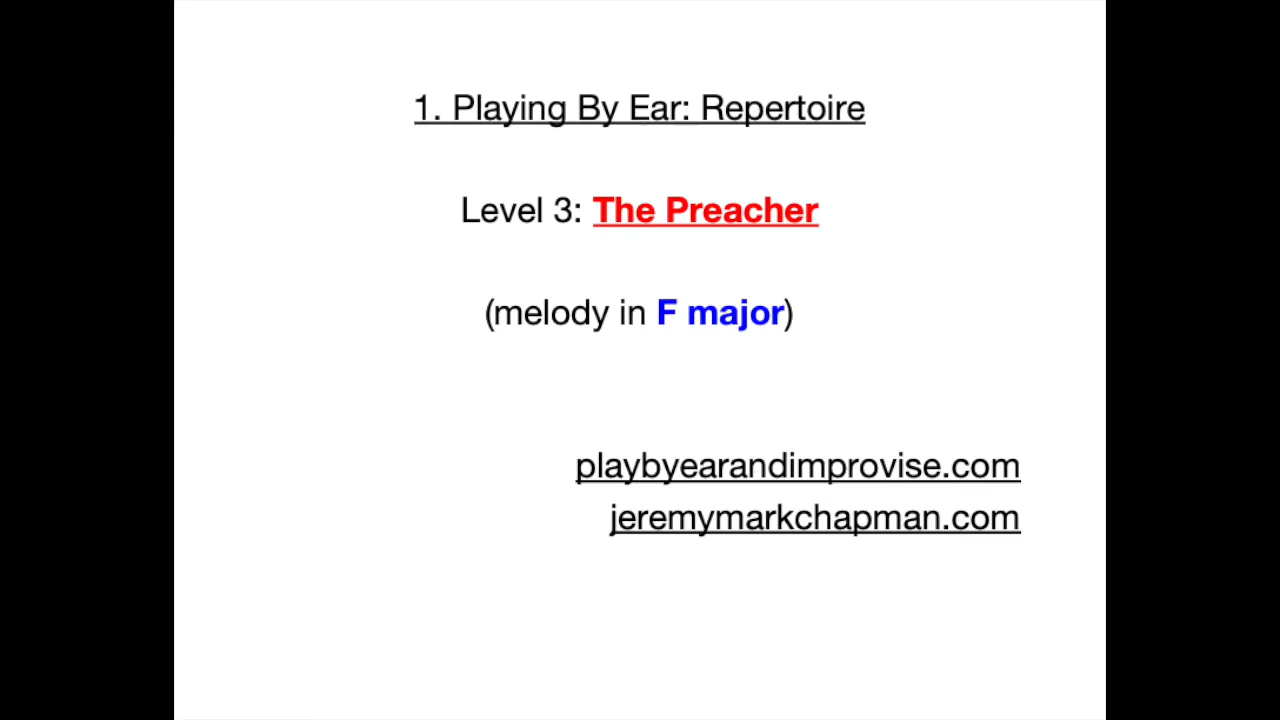 1. Playing By Ear: Repertoire
Level 3: The Preacher
(melody in F major)
playbyearandimprovise.com
jeremymarkchapman.com